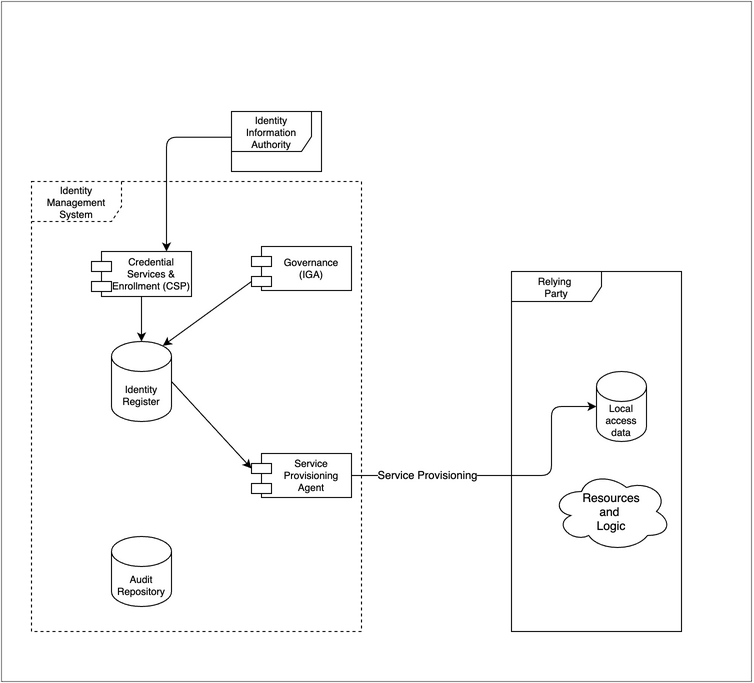 Identity
Information
Authority
Identity
Management
System
Credential
Services &
Enrollment (CSP)
Governance
(IGA)
Relying
Party
Identity
Register
Local
access
data
Service
Provisioning
Agent
Service Provisioning
Resources
and
Logic
Audit
Repository